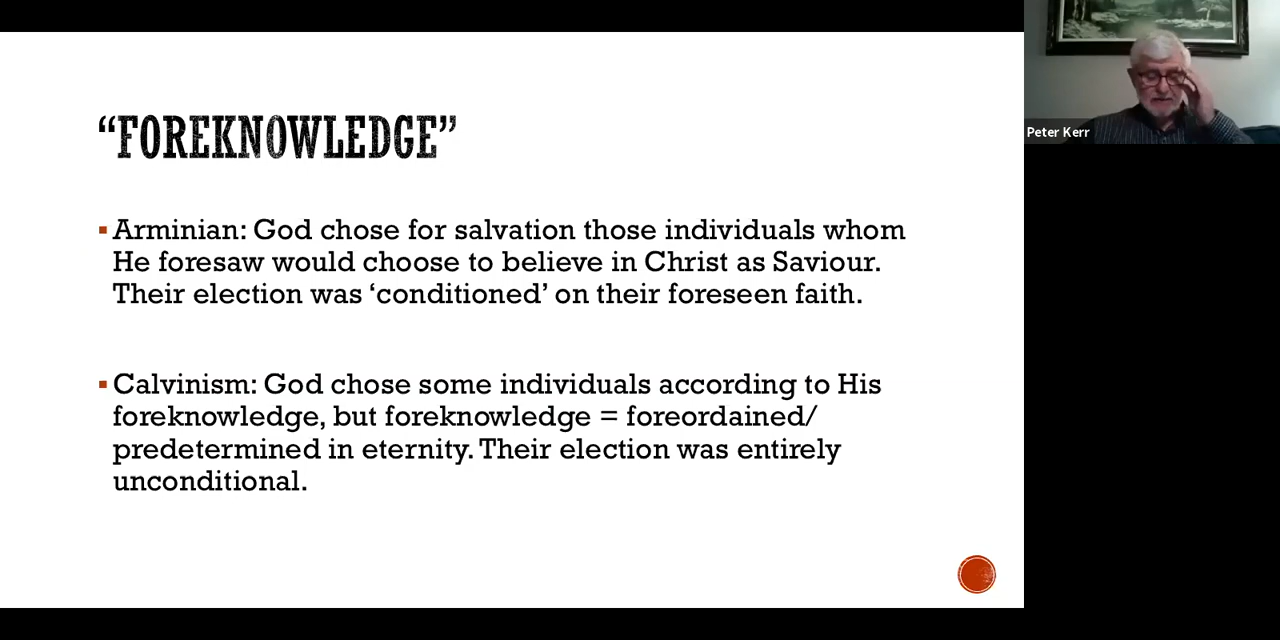 “FOREKNOWLEDGE”
Arminian: God chose for salvation those individuals whom
He foresaw would choose to believe in Christ as Saviour.
Their election was ‘conditioned’ on their foreseen faith.
Calvinism: God chose some individuals according to His
foreknowledge, but foreknowledge = foreordained/
predetermined in eternity. Their election was entirely
unconditional.
Peter Kerr